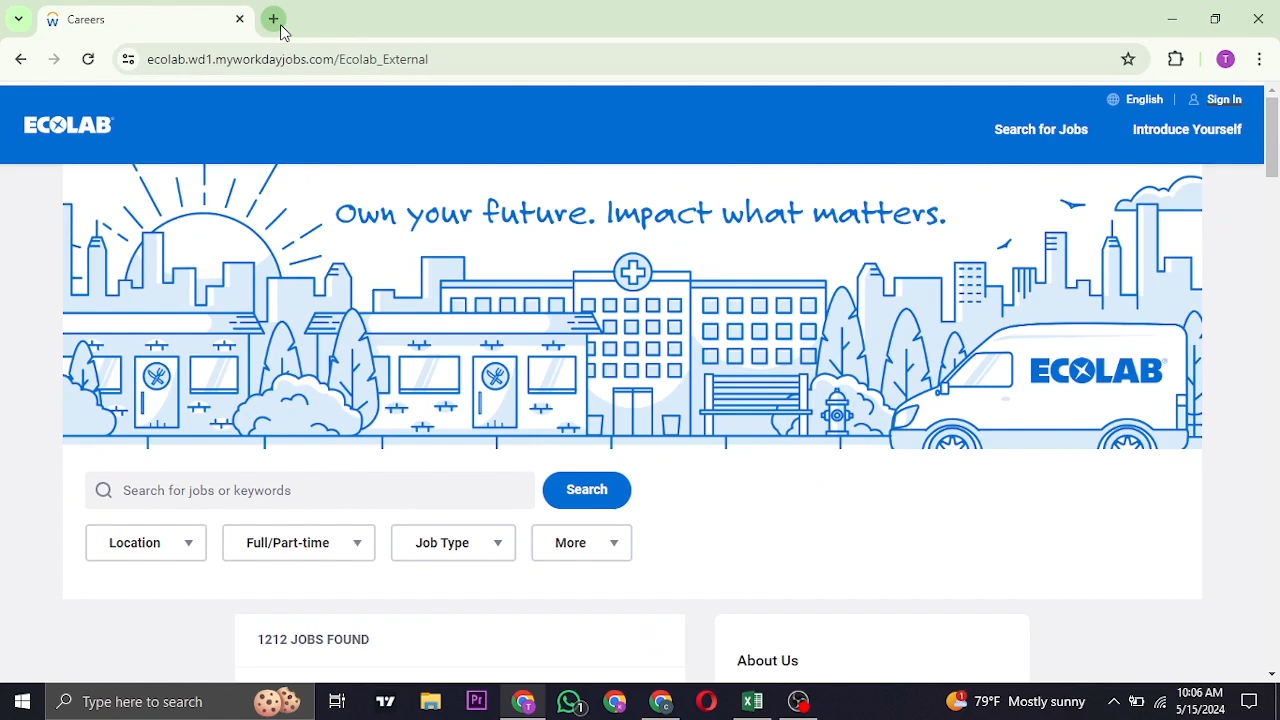 Careers
ecolab.wd1.myworkdayjobs.com/Ecolab_External
T
English | Sign In
ECOLAB®
Search for Jobs
Introduce Yourself
Own your future. Impact what matters.
ECOLAB®
Search for jobs or keywords
Search
Location
Full/Part-time
Job Type
More
1212 JOBS FOUND
About Us
Type here to search
79°F Mostly sunny
10:06 AM
5/15/2024